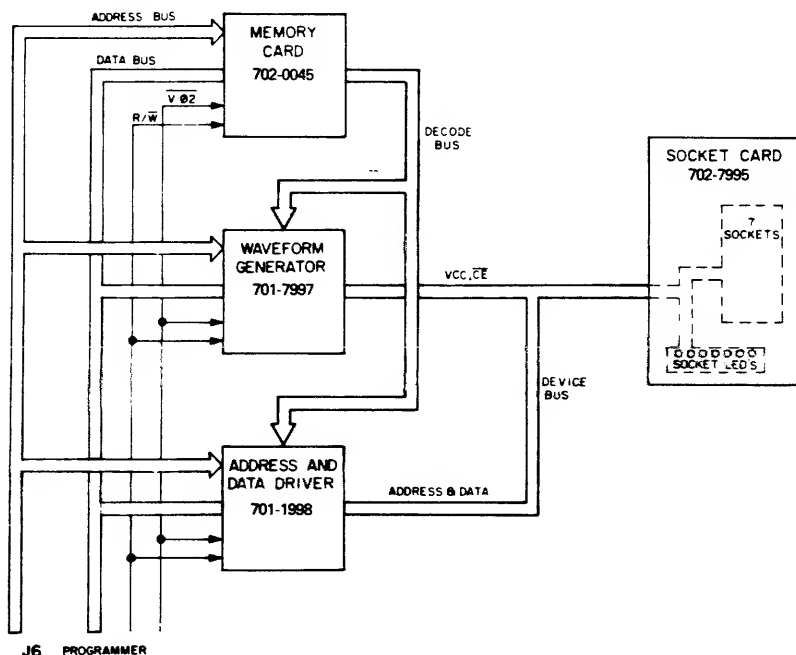 ADDRESS BUS
DATA BUS
V Ø2
R/W
MEMORY
CARD
702-0045
DECODE
BUS
SOCKET CARD
702-7995
7
SOCKETS
SOCKET LED'S
WAVEFORM
GENERATOR
701-7997
VCC, CE
DEVICE
BUS
ADDRESS AND
DATA DRIVER
701-1998
ADDRESS & DATA
J6 PROGRAMMER